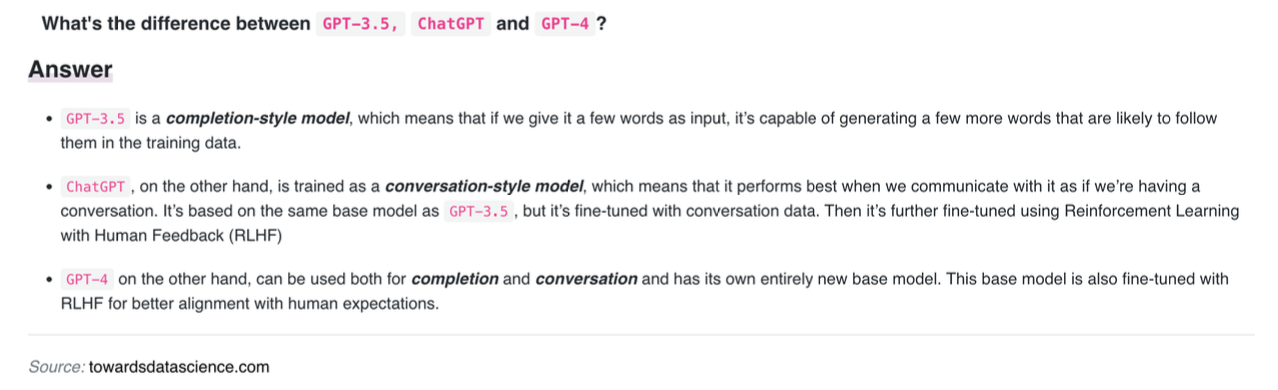 What's the difference between GPT-3.5, ChatGPT and GPT-4?
Answer
• GPT-3.5 is a completion-style model, which means that if we give it a few words as input, it’s capable of generating a few more words that are likely to follow
them in the training data.
• ChatGPT, on the other hand, is trained as a conversation-style model, which means that it performs best when we communicate with it as if we’re having a
conversation. It’s based on the same base model as GPT-3.5, but it’s fine-tuned with conversation data. Then it’s further fine-tuned using Reinforcement Learning
with Human Feedback (RLHF)
• GPT-4 on the other hand, can be used both for completion and conversation and has its own entirely new base model. This base model is also fine-tuned with
RLHF for better alignment with human expectations.
Source: towardsdatascience.com